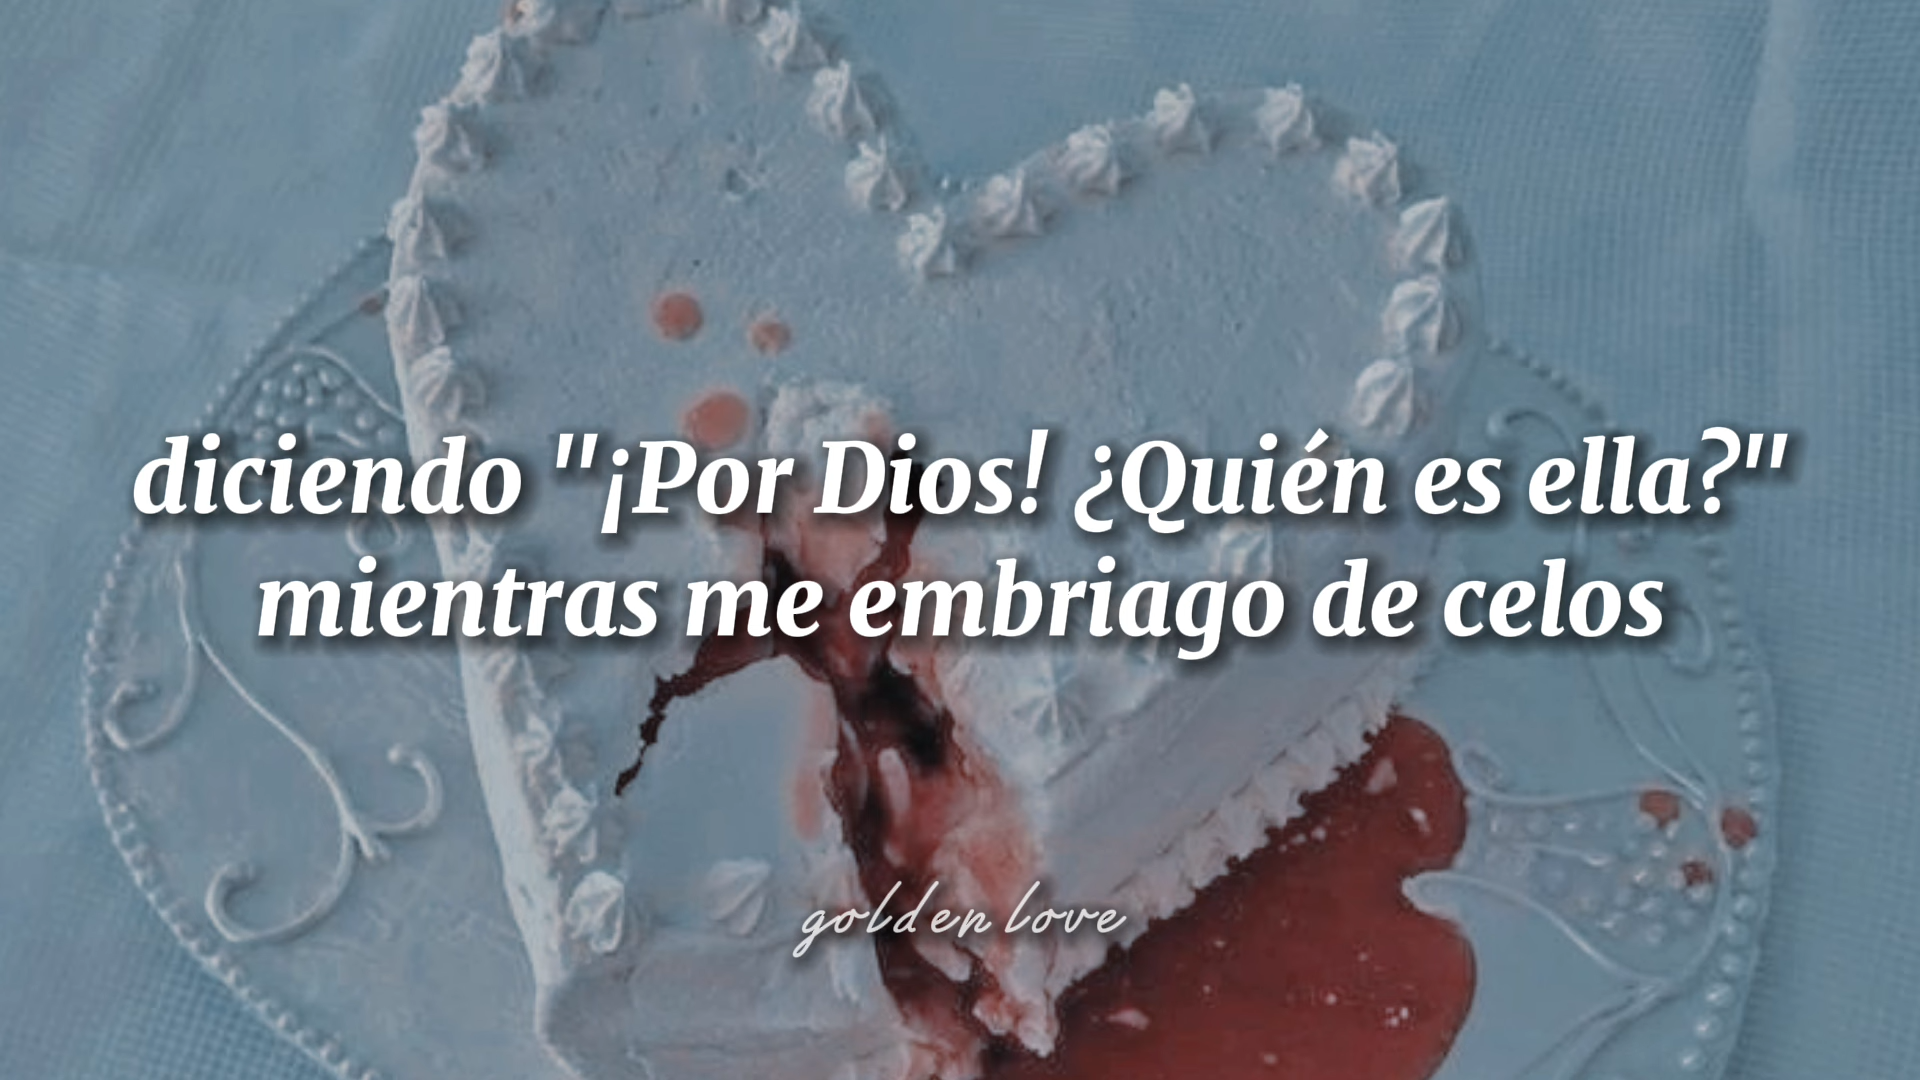 diciendo "¡Por Dios! ¿Quién es ella?"
mientras me embriago de celos
golden love